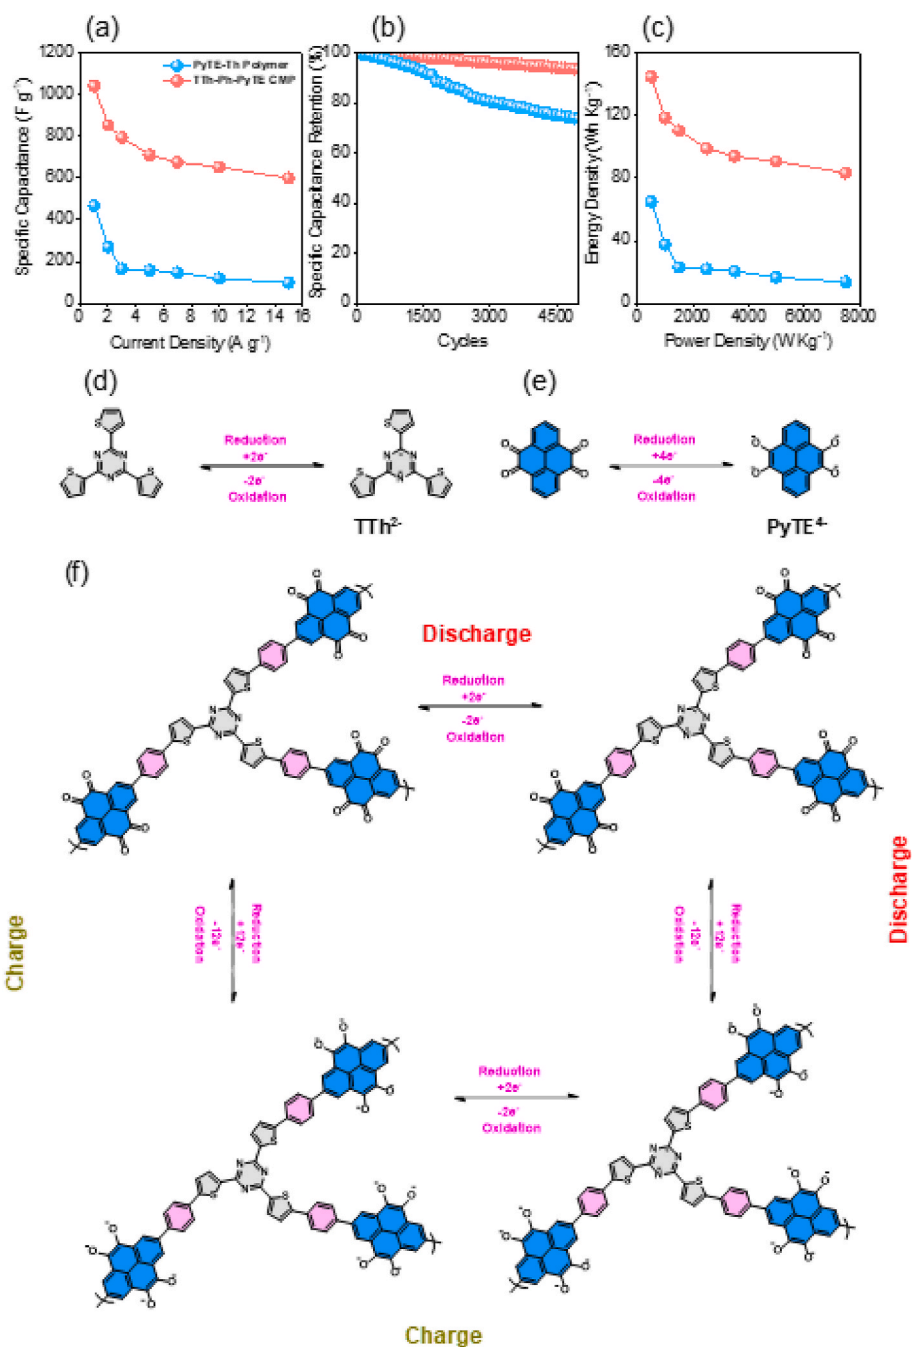 (a)
(b)
(c)
1200
1000
800
600
400
200
0
Specific Capacitance (F g⁻¹)
PyTE-Th Polymer
TTh-Ph-PyTE CMP
0 2 4 6 8 10 12 14 16
Current Density (A g⁻¹)
100
80
60
40
20
0
Specific Capacitance Retention (%)
0 1500 3000 4500
Cycles
160
120
80
40
0
Energy Density (Wh Kg⁻¹)
0 2000 4000 6000 8000
Power Density (W Kg⁻¹)
(d)
(e)
S
N N
N
S S
Reduction
+2e⁻
-2e⁻
Oxidation
S
N N
N
S S
TTh²⁻
O O
O O
Reduction
+4e⁻
-4e⁻
Oxidation
PyTE⁴⁻
(f)
Discharge
Reduction
+2e⁻
-2e⁻
Oxidation
Discharge
Charge
Reduction
+12e⁻
-12e⁻
Oxidation
Reduction
+12e⁻
-12e⁻
Oxidation
Reduction
+2e⁻
-2e⁻
Oxidation
Charge